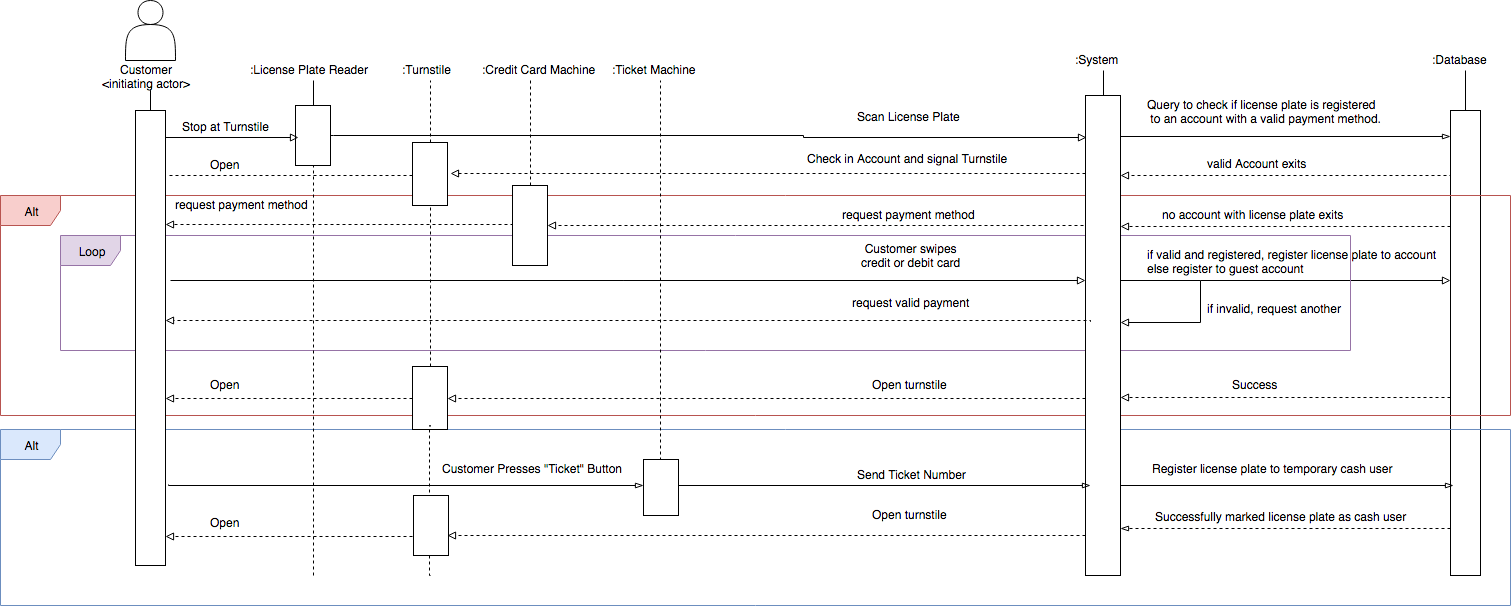 Customer
<initiating actor>
:License Plate Reader
:Turnstile
:Credit Card Machine
:Ticket Machine
:System
:Database
Stop at Turnstile
Scan License Plate
Query to check if license plate is registered
to an account with a valid payment method.
Open
Check in Account and signal Turnstile
valid Account exits
Alt
request payment method
request payment method
no account with license plate exits
Loop
Customer swipes
credit or debit card
if valid and registered, register license plate to account
else register to guest account
request valid payment
if invalid, request another
Open
Open turnstile
Success
Alt
Customer Presses "Ticket" Button
Send Ticket Number
Register license plate to temporary cash user
Open
Open turnstile
Successfully marked license plate as cash user